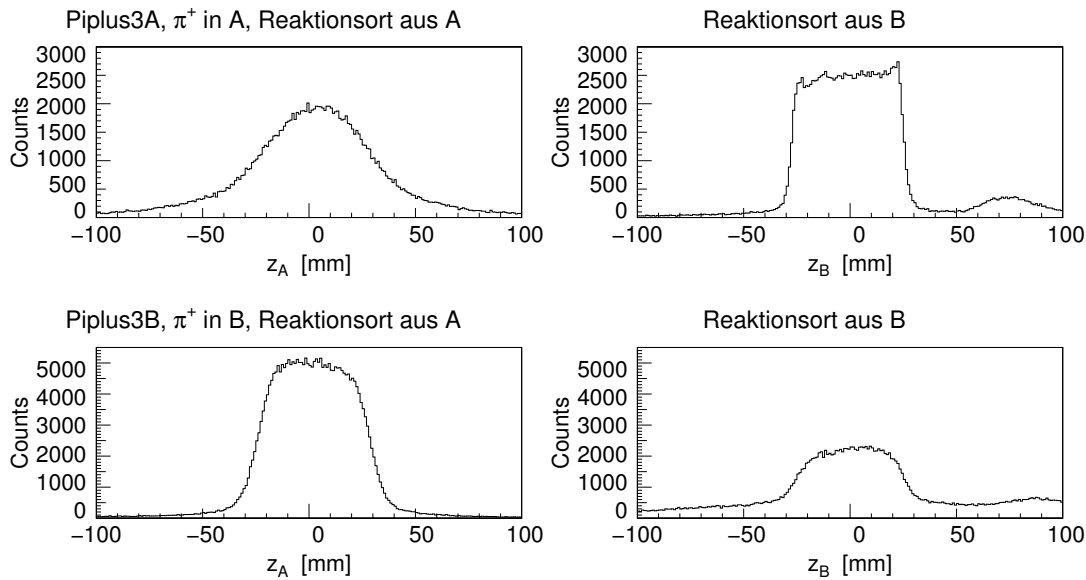 Piplus3A, π⁺ in A, Reaktionsort aus A
Counts
3000
2500
2000
1500
1000
500
0
−100 −50 0 50 100
z_A [mm]
Reaktionsort aus B
Counts
3000
2500
2000
1500
1000
500
0
−100 −50 0 50 100
z_B [mm]
Piplus3B, π⁺ in B, Reaktionsort aus A
Counts
5000
4000
3000
2000
1000
0
−100 −50 0 50 100
z_A [mm]
Reaktionsort aus B
Counts
5000
4000
3000
2000
1000
0
−100 −50 0 50 100
z_B [mm]